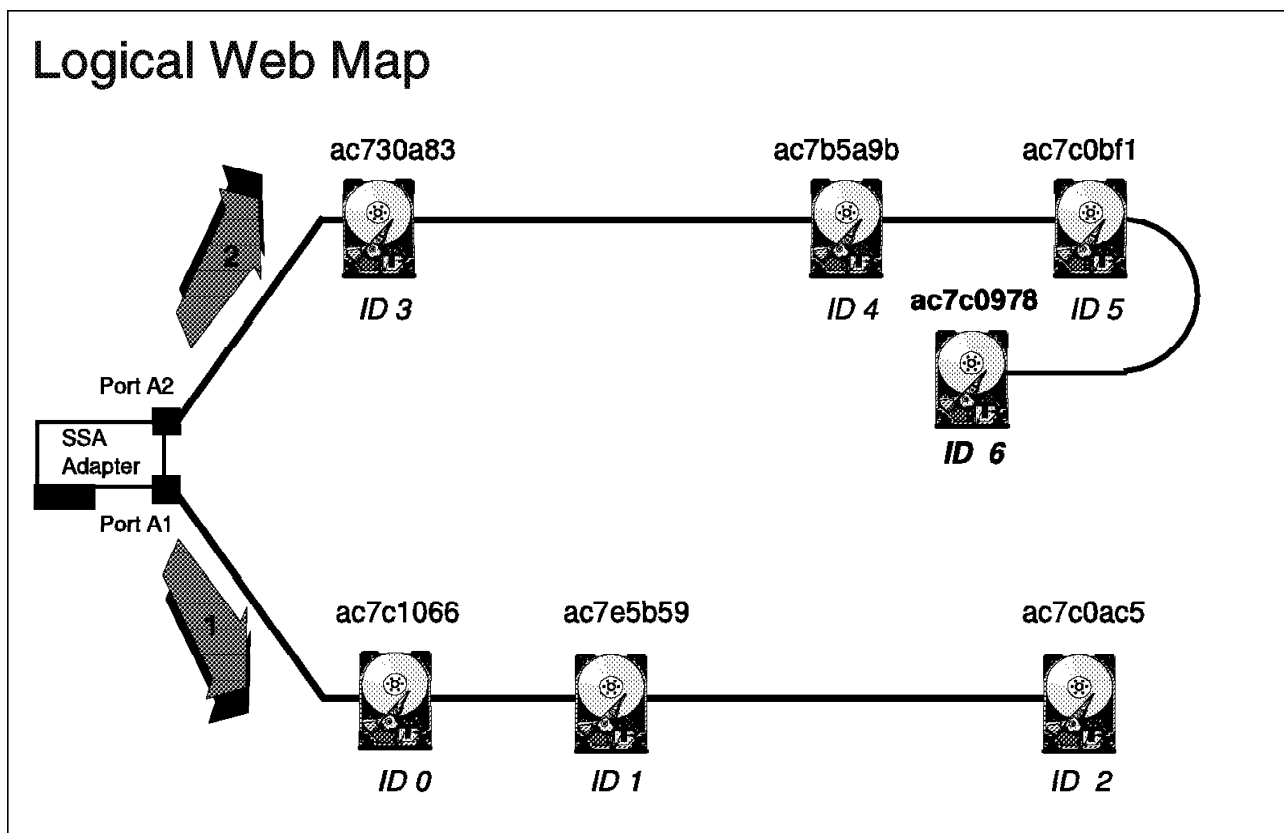 Logical Web Map
ac730a83
ac7b5a9b
ac7c0bf1
2
ID 3
ID 4
ac7c0978
ID 5
Port A2
ID 6
SSA
Adapter
Port A1
1
ac7c1066
ac7e5b59
ac7c0ac5
ID 0
ID 1
ID 2